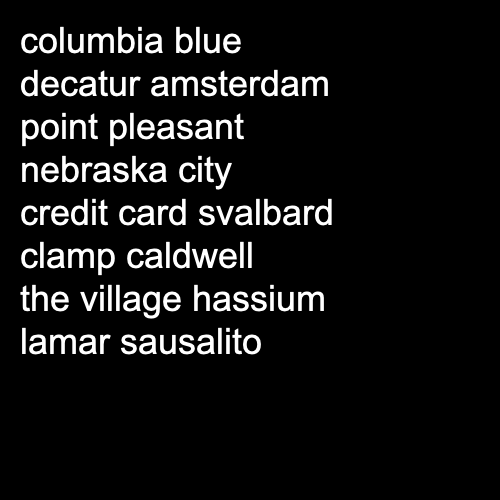 columbia blue
decatur amsterdam
point pleasant
nebraska city
credit card svalbard
clamp caldwell
the village hassium
lamar sausalito